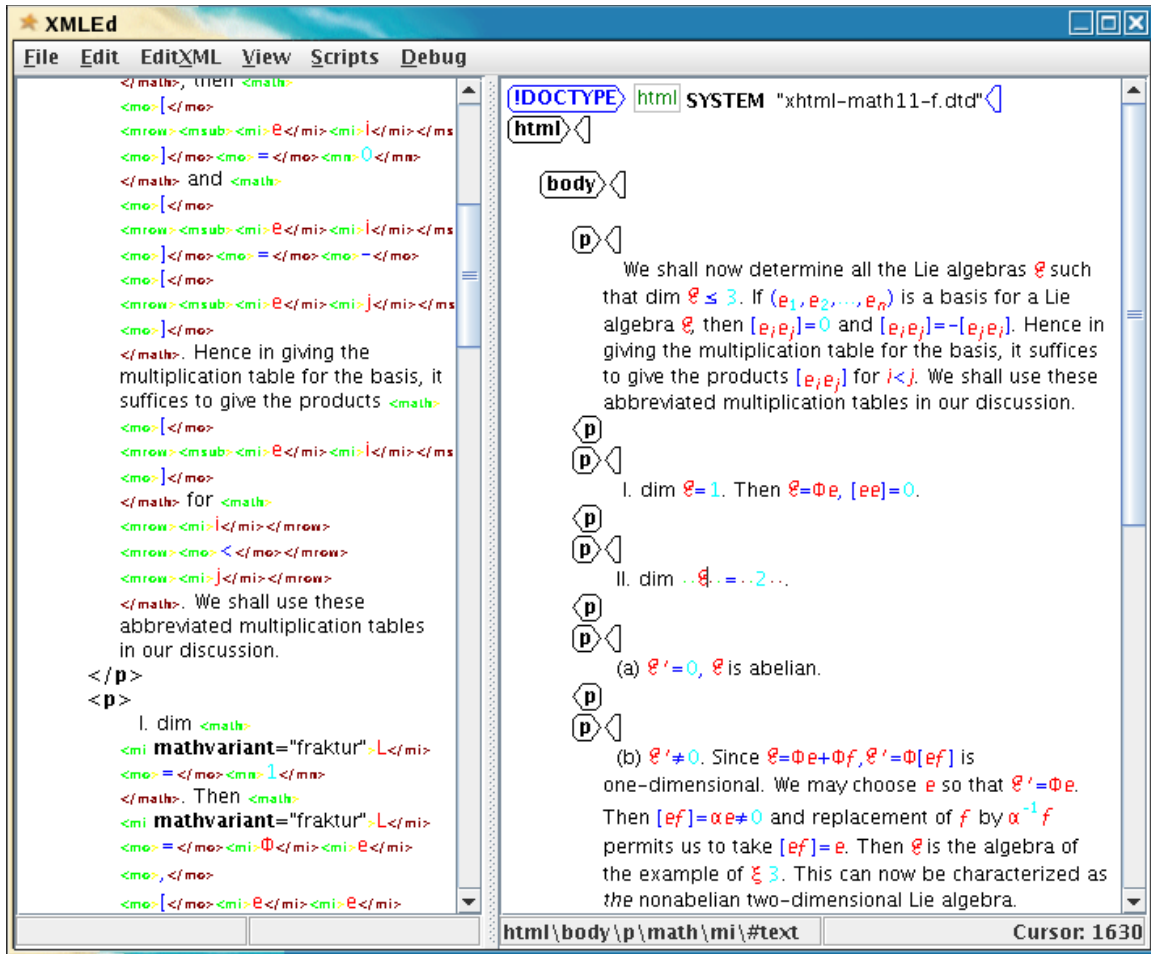 XMLEd
File Edit EditXML View Scripts Debug
</math>, then <math>
<mo>[</mo>
<mrow><msub><mi>e</mi><mi>i</mi></ms
<mo>]</mo><mo>=</mo><mn>0</mn>
</math> and <math>
<mo>[</mo>
<mrow><msub><mi>e</mi><mi>i</mi></ms
<mo>]</mo><mo>=</mo><mo>-</mo>
<mo>[</mo>
<mrow><msub><mi>e</mi><mi>j</mi></ms
<mo>]</mo>
</math>. Hence in giving the
multiplication table for the basis, it
suffices to give the products <math>
<mo>[</mo>
<mrow><msub><mi>e</mi><mi>i</mi></ms
<mo>]</mo>
</math> for <math>
<mrow><mi>i</mi></mrow>
<mrow><mo><</mo></mrow>
<mrow><mi>j</mi></mrow>
</math>. We shall use these
abbreviated multiplication tables
in our discussion.
</p>
<p>
I. dim <math>
<mi mathvariant="fraktur">L</mi>
<mo>=</mo><mn>1</mn>
</math>. Then <math>
<mi mathvariant="fraktur">L</mi>
<mo>=</mo><mi>Φ</mi><mi>e</mi>
<mo>,</mo>
<mo>[</mo><mi>e</mi><mi>e</mi>
!DOCTYPE html SYSTEM "xhtml-math11-f.dtd"
html
body
p
We shall now determine all the Lie algebras 𝔏 such
that dim 𝔏 ≤ 3. If (e₁,e₂,...,eₙ) is a basis for a Lie
algebra 𝔏, then [eᵢeᵢ]=0 and [eᵢeⱼ]=-[eⱼeᵢ]. Hence in
giving the multiplication table for the basis, it suffices
to give the products [eᵢeⱼ] for i<j. We shall use these
abbreviated multiplication tables in our discussion.
p
p
I. dim 𝔏=1. Then 𝔏=Φe, [ee]=0.
p
p
II. dim ..𝔏..=..2...
p
p
(a) 𝔏′=0, 𝔏 is abelian.
p
p
(b) 𝔏′≠0. Since 𝔏=Φe+Φf,𝔏′=Φ[ef] is
one-dimensional. We may choose e so that 𝔏′=Φe.
Then [ef]=αe≠0 and replacement of f by α⁻¹f
permits us to take [ef]=e. Then 𝔏 is the algebra of
the example of ξ 3. This can now be characterized as
the nonabelian two-dimensional Lie algebra.
html\body\p\math\mi\#text
Cursor: 1630